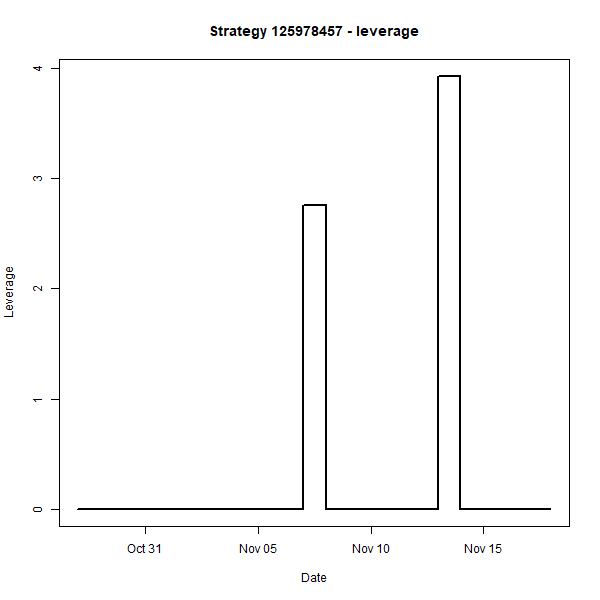 Strategy 125978457 - leverage
4
3
2
1
0
Leverage
Oct 31
Nov 05
Nov 10
Nov 15
Date